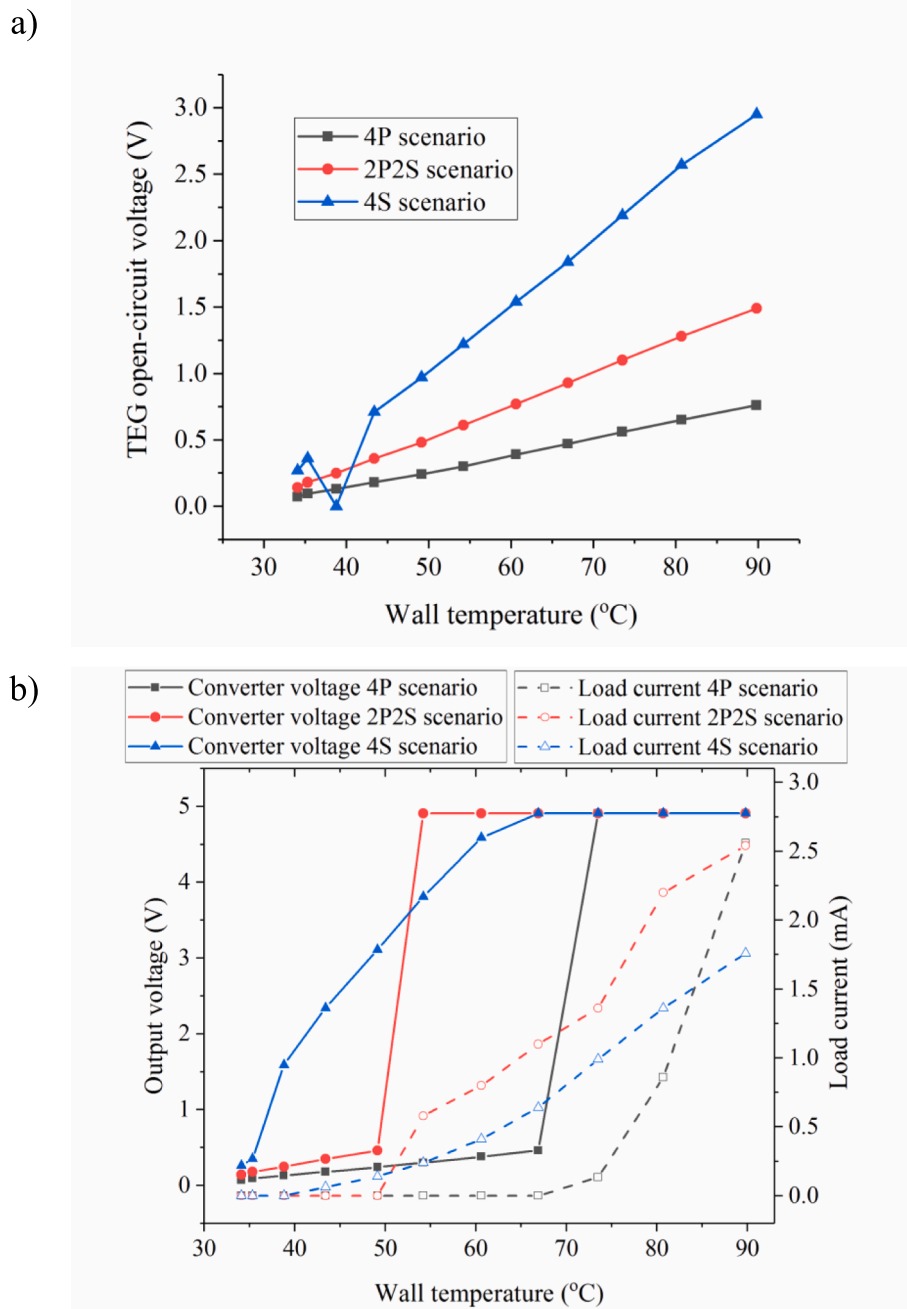 a)
3.0
2.5
2.0
1.5
1.0
0.5
0.0
TEG open-circuit voltage (V)
4P scenario
2P2S scenario
4S scenario
30 40 50 60 70 80 90
Wall temperature (°C)
b)
Converter voltage 4P scenario
Converter voltage 2P2S scenario
Converter voltage 4S scenario
Load current 4P scenario
Load current 2P2S scenario
Load current 4S scenario
5
4
3
2
1
0
Output voltage (V)
3.0
2.5
2.0
1.5
1.0
0.5
0.0
Load current (mA)
30 40 50 60 70 80 90
Wall temperature (°C)